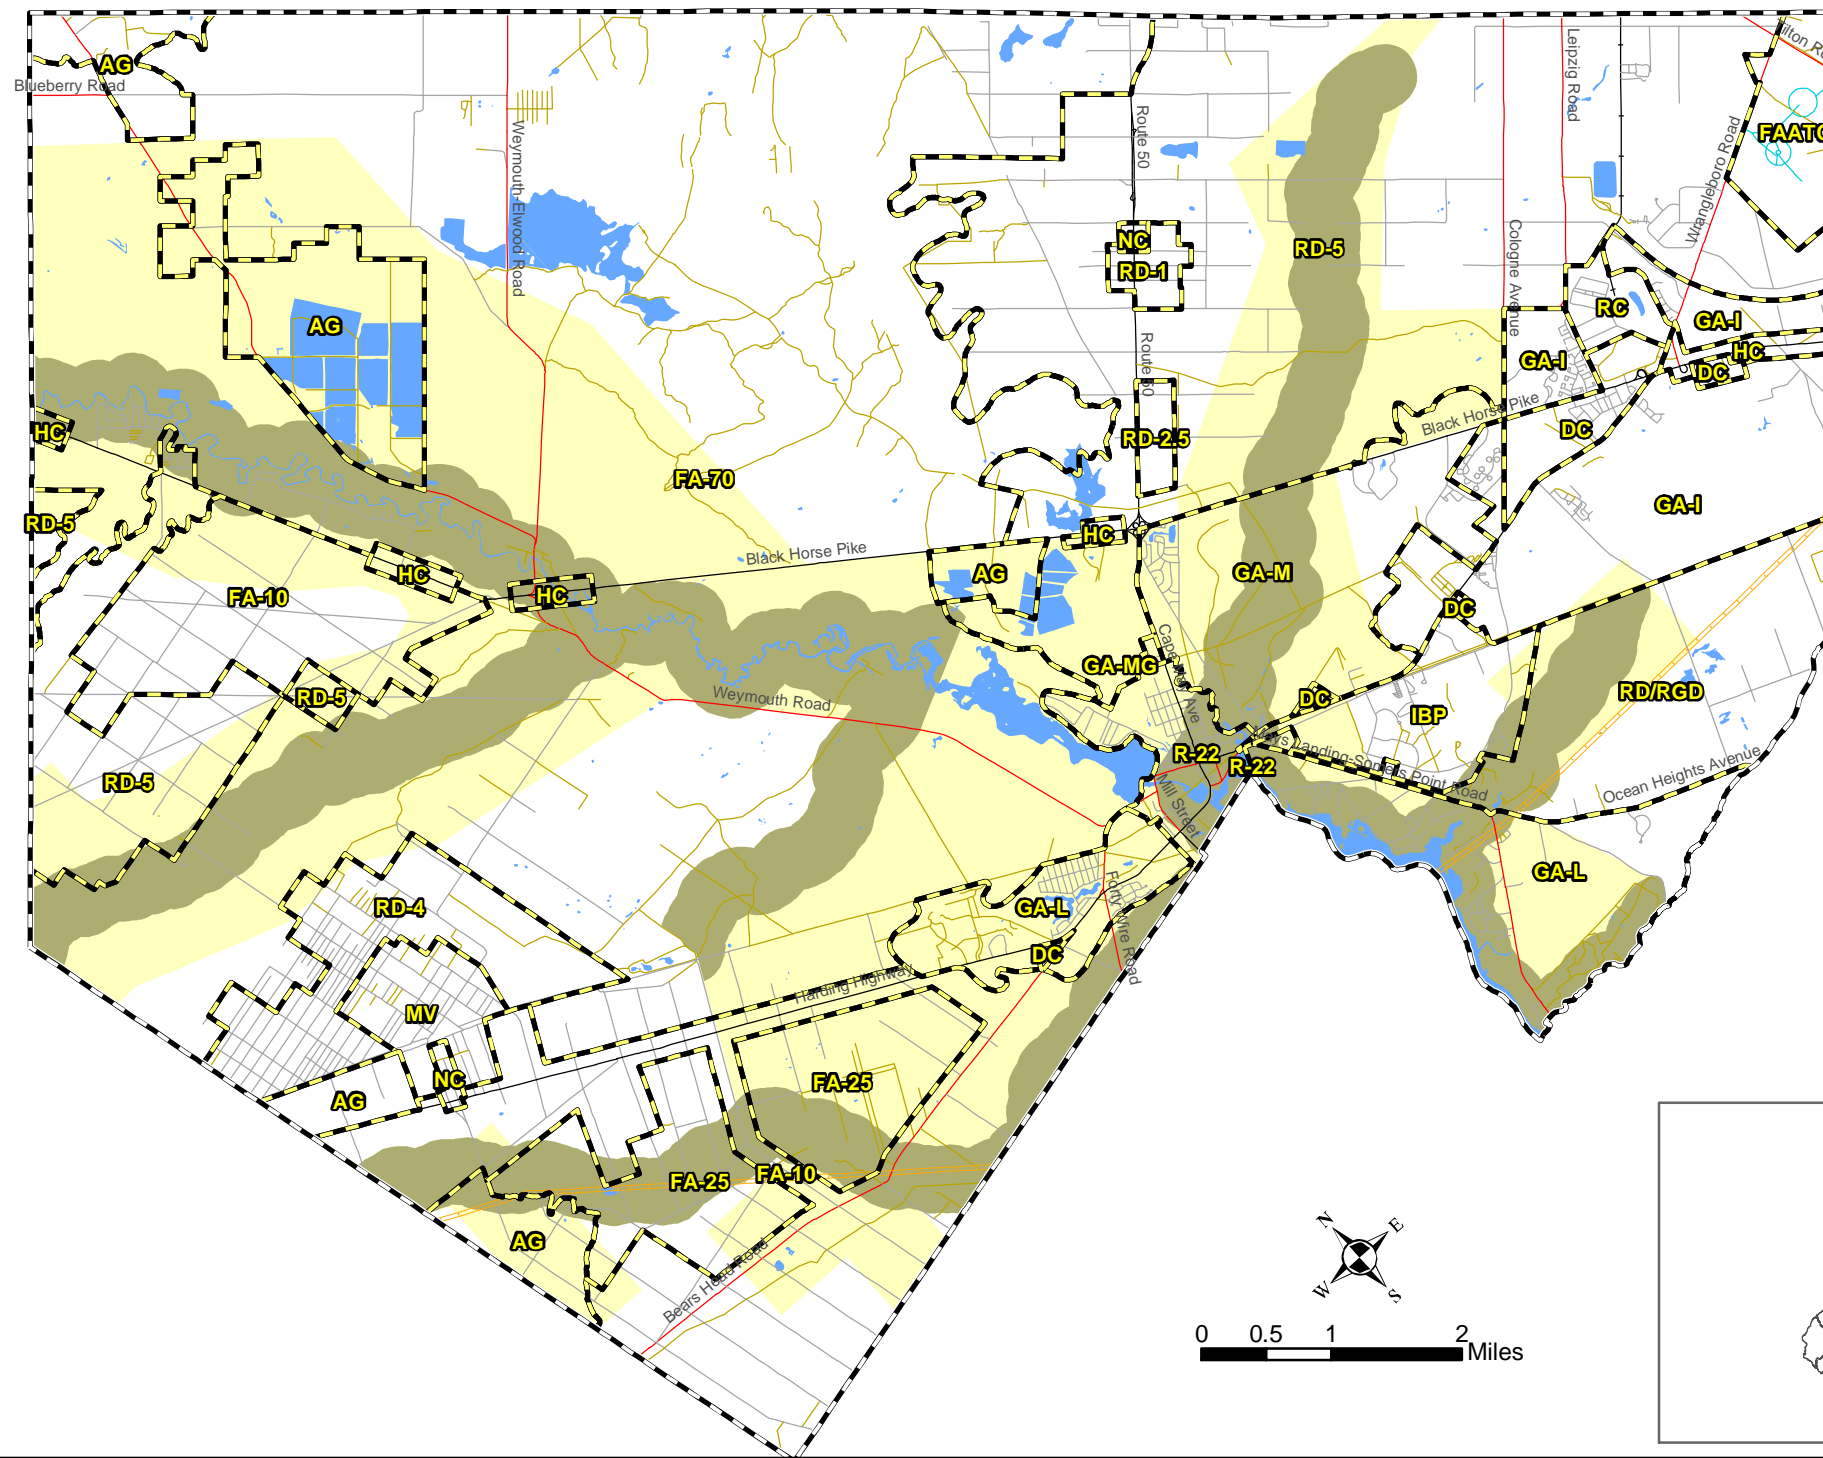 AG
Blueberry Road
Weymouth-Elwood Road
Route 50
Leipzig Road
Wrangleboro Road
FAATC
NC
RD-1
RD-5
Cologne Avenue
RC
GA-I
HC
DC
GA-I
AG
Route 50
Black Horse Pike
DC
HC
RD-2.5
FA-70
GA-I
RD-5
HC
Black Horse Pike
AG
GA-M
HC
HC
FA-10
DC
Cape May Ave
GA-MG
RD-5
Weymouth Road
DC
IBP
RD/RGD
R-22
R-22
Mays Landing-Somers Point Road
Ocean Heights Avenue
RD-5
Mill Street
GA-L
RD-4
GA-L
Forty Wire Road
DC
Harding Highway
MV
NC
AG
FA-25
FA-25
FA-10
AG
Bears Head Road
N
E
W
S
0 0.5 1 2
Miles